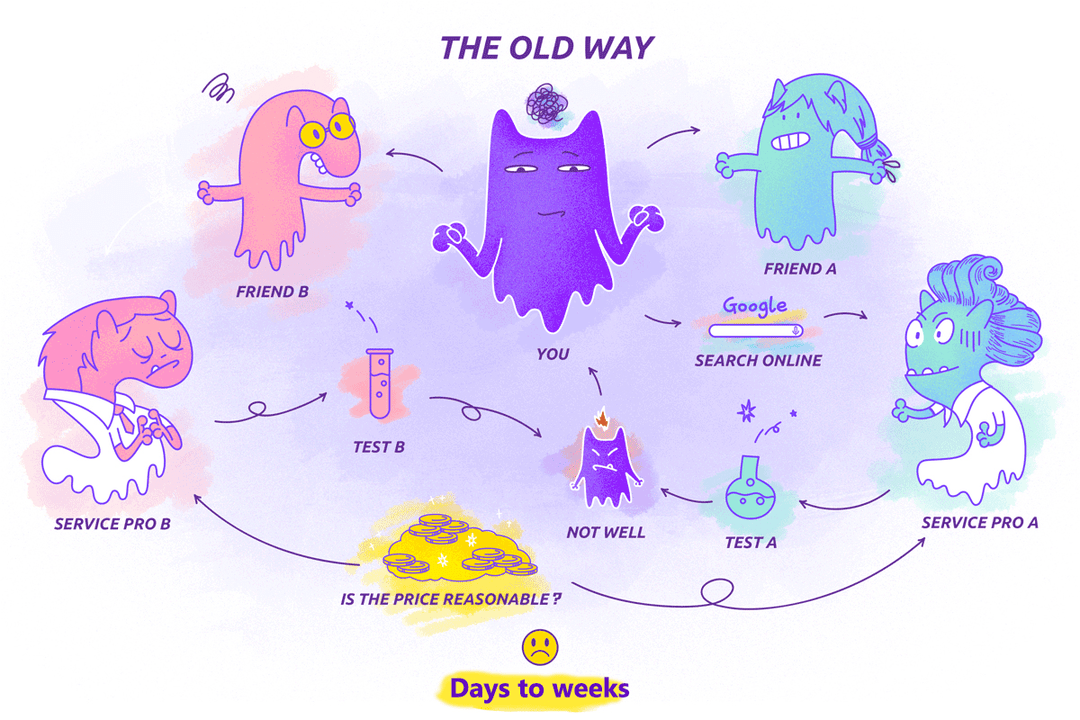 THE OLD WAY
FRIEND B
FRIEND A
YOU
Google
SEARCH ONLINE
TEST B
SERVICE PRO B
NOT WELL
TEST A
SERVICE PRO A
IS THE PRICE REASONABLE?
Days to weeks